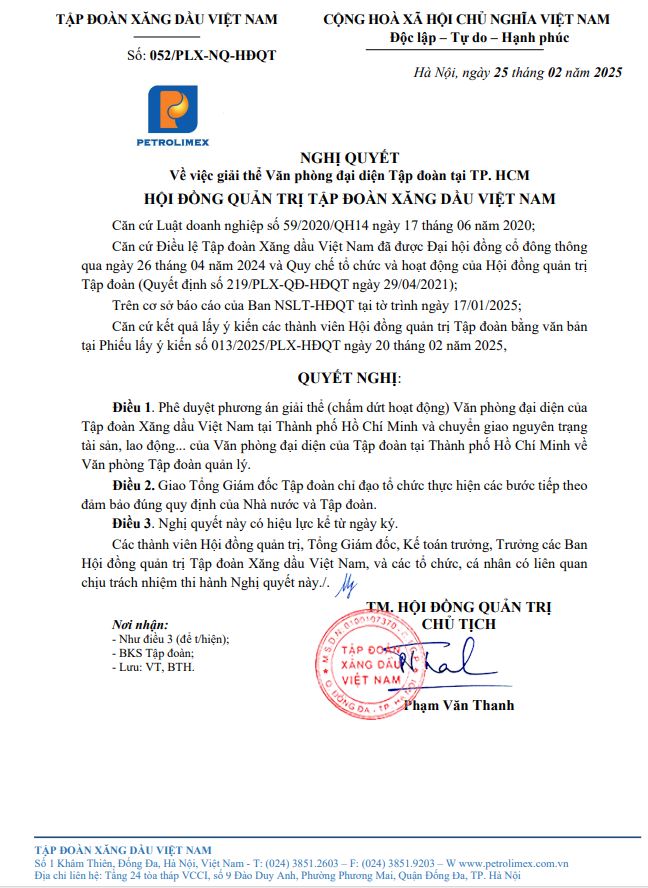 TẬP ĐOÀN XĂNG DẦU VIỆT NAM
Số: 052/PLX-NQ-HĐQT
CỘNG HOÀ XÃ HỘI CHỦ NGHĨA VIỆT NAM
Độc lập – Tự do – Hạnh phúc
Hà Nội, ngày 25 tháng 02 năm 2025
PETROLIMEX
NGHỊ QUYẾT
Về việc giải thể Văn phòng đại diện Tập đoàn tại TP. HCM
HỘI ĐỒNG QUẢN TRỊ TẬP ĐOÀN XĂNG DẦU VIỆT NAM
Căn cứ Luật doanh nghiệp số 59/2020/QH14 ngày 17 tháng 06 năm 2020;
Căn cứ Điều lệ Tập đoàn Xăng dầu Việt Nam đã được Đại hội đồng cổ đông thông
qua ngày 26 tháng 04 năm 2024 và Quy chế tổ chức và hoạt động của Hội đồng quản trị
Tập đoàn (Quyết định số 219/PLX-QĐ-HĐQT ngày 29/04/2021);
Trên cơ sở báo cáo của Ban NSLT-HĐQT tại tờ trình ngày 17/01/2025;
Căn cứ kết quả lấy ý kiến các thành viên Hội đồng quản trị Tập đoàn bằng văn bản
tại Phiếu lấy ý kiến số 013/2025/PLX-HĐQT ngày 20 tháng 02 năm 2025,
QUYẾT NGHỊ:
Điều 1. Phê duyệt phương án giải thể (chấm dứt hoạt động) Văn phòng đại diện của
Tập đoàn Xăng dầu Việt Nam tại Thành phố Hồ Chí Minh và chuyển giao nguyên trạng
tài sản, lao động... của Văn phòng đại diện của Tập đoàn tại Thành phố Hồ Chí Minh về
Văn phòng Tập đoàn quản lý.
Điều 2. Giao Tổng Giám đốc Tập đoàn chỉ đạo tổ chức thực hiện các bước tiếp theo
đảm bảo đúng quy định của Nhà nước và Tập đoàn.
Điều 3. Nghị quyết này có hiệu lực kể từ ngày ký.
Các thành viên Hội đồng quản trị, Tổng Giám đốc, Kế toán trưởng, Trưởng các Ban
Hội đồng quản trị Tập đoàn Xăng dầu Việt Nam, và các tổ chức, cá nhân có liên quan
chịu trách nhiệm thi hành Nghị quyết này./.
TM. HỘI ĐỒNG QUẢN TRỊ
CHỦ TỊCH
Nơi nhận:
- Như điều 3 (để t/hiện);
- BKS Tập đoàn;
- Lưu: VT, BTH.
M.S.D.N: 0100107370
TẬP ĐOÀN
XĂNG DẦU
VIỆT NAM
Q. ĐỐNG ĐA - TP. HÀ NỘI
Phạm Văn Thanh
TẬP ĐOÀN XĂNG DẦU VIỆT NAM
Số 1 Khâm Thiên, Đống Đa, Hà Nội, Việt Nam - T: (024) 3851.2603 – F: (024) 3851.9203 – W www.petrolimex.com.vn
Địa chỉ liên hệ: Tầng 24 tòa tháp VCCI, số 9 Đào Duy Anh, Phường Phương Mai, Quận Đống Đa, TP. Hà Nội